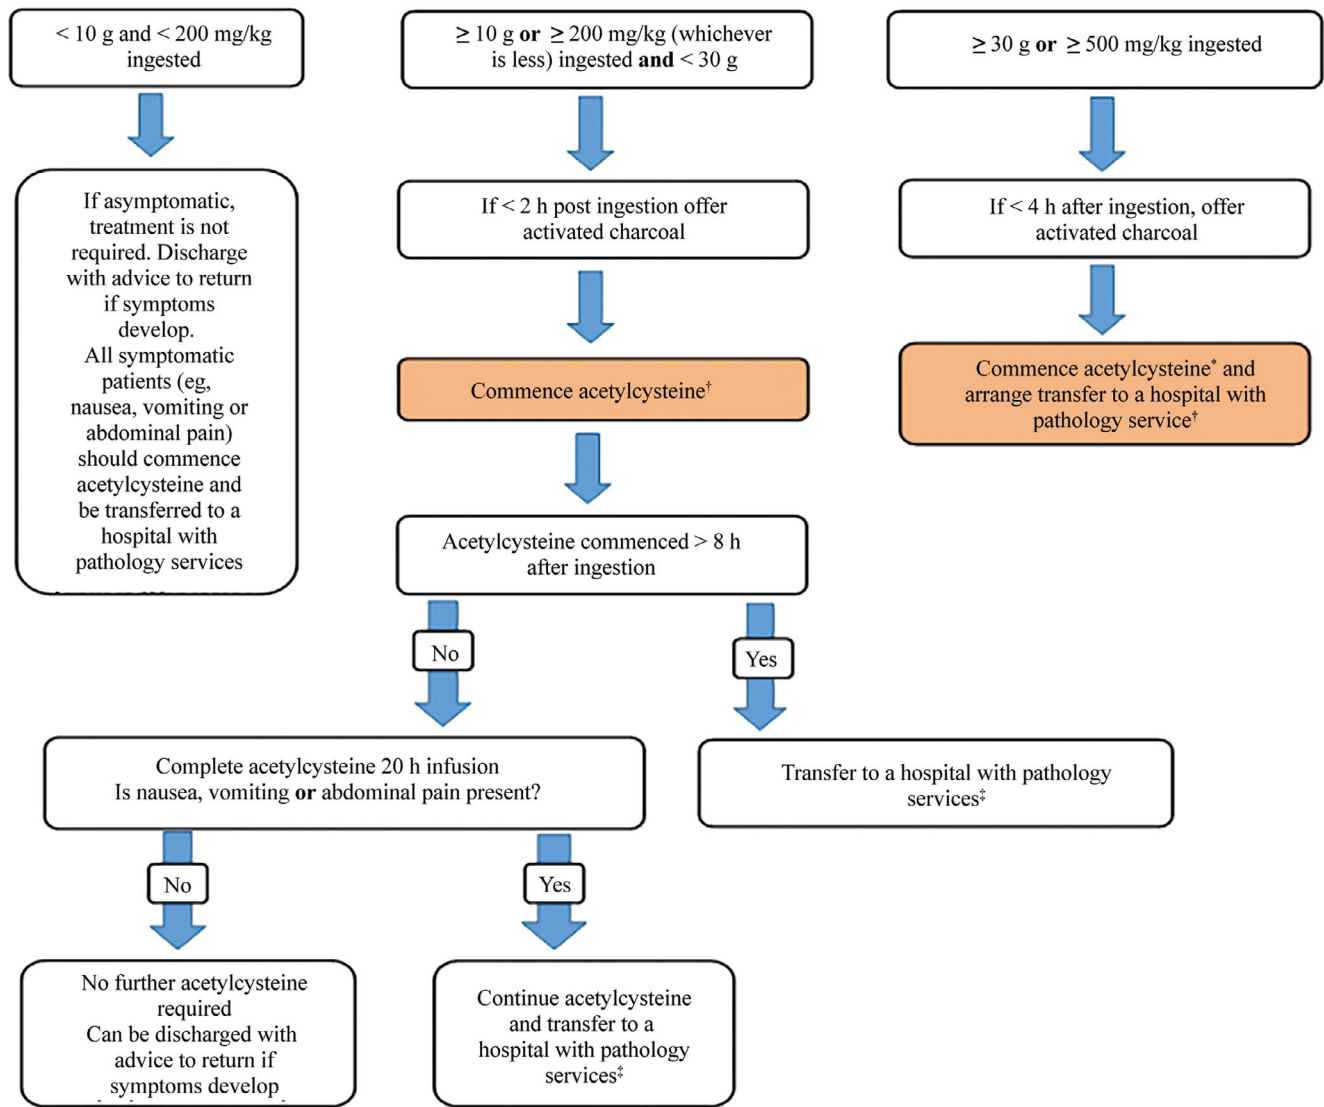 < 10 g and < 200 mg/kg
ingested
≥ 10 g or ≥ 200 mg/kg (whichever
is less) ingested and < 30 g
≥ 30 g or ≥ 500 mg/kg ingested
If asymptomatic,
treatment is not
required. Discharge
with advice to return
if symptoms
develop.
All symptomatic
patients (eg,
nausea, vomiting or
abdominal pain)
should commence
acetylcysteine and
be transferred to a
hospital with
pathology services
If < 2 h post ingestion offer
activated charcoal
If < 4 h after ingestion, offer
activated charcoal
Commence acetylcysteine†
Commence acetylcysteine* and
arrange transfer to a hospital with
pathology service†
Acetylcysteine commenced > 8 h
after ingestion
No
Yes
Complete acetylcysteine 20 h infusion
Is nausea, vomiting or abdominal pain present?
Transfer to a hospital with pathology
services‡
No
Yes
No further acetylcysteine
required
Can be discharged with
advice to return if
symptoms develop
Continue acetylcysteine
and transfer to a
hospital with pathology
services‡